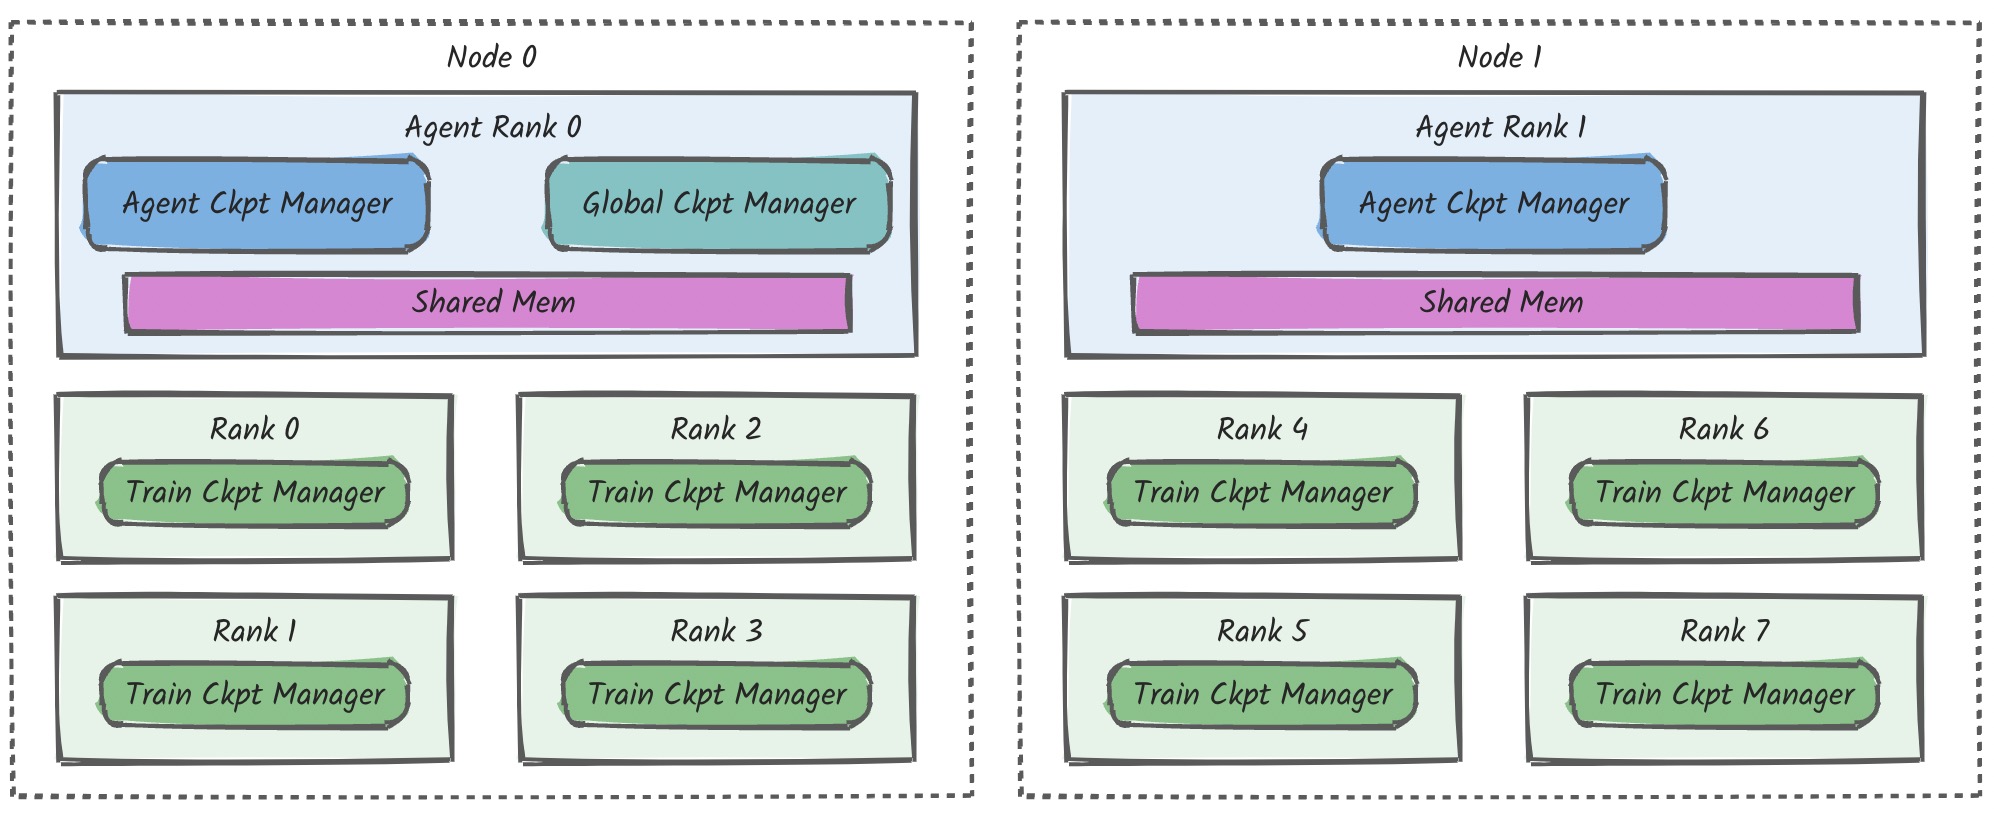 Node 0
Agent Rank 0
Agent Ckpt Manager
Global Ckpt Manager
Shared Mem
Rank 0
Train Ckpt Manager
Rank 2
Train Ckpt Manager
Rank 1
Train Ckpt Manager
Rank 3
Train Ckpt Manager
Node 1
Agent Rank 1
Agent Ckpt Manager
Shared Mem
Rank 4
Train Ckpt Manager
Rank 6
Train Ckpt Manager
Rank 5
Train Ckpt Manager
Rank 7
Train Ckpt Manager